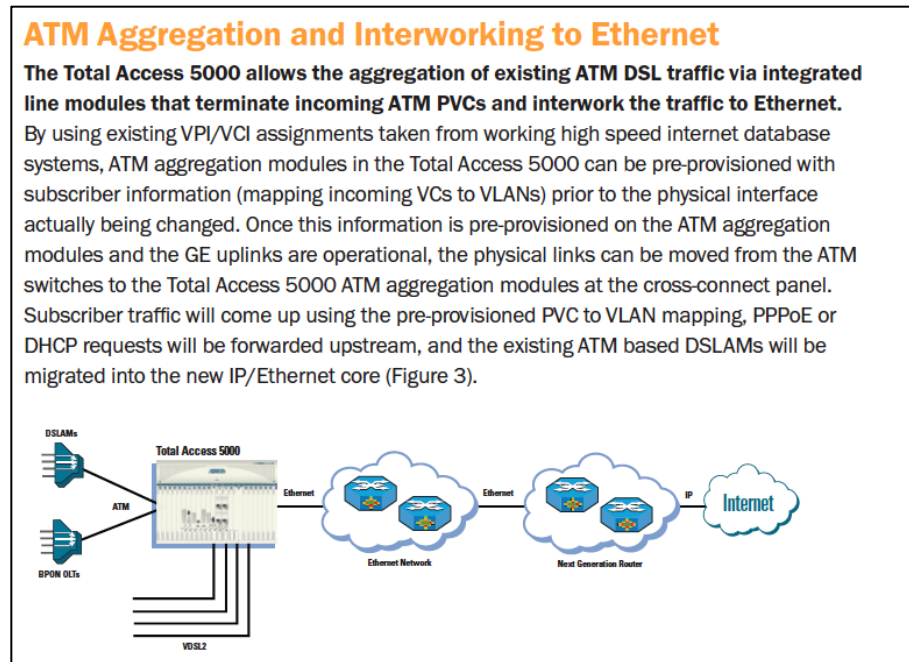 ATM Aggregation and Interworking to Ethernet
The Total Access 5000 allows the aggregation of existing ATM DSL traffic via integrated
line modules that terminate incoming ATM PVCs and interwork the traffic to Ethernet.
By using existing VPI/VCI assignments taken from working high speed internet database
systems, ATM aggregation modules in the Total Access 5000 can be pre-provisioned with
subscriber information (mapping incoming VCs to VLANs) prior to the physical interface
actually being changed. Once this information is pre-provisioned on the ATM aggregation
modules and the GE uplinks are operational, the physical links can be moved from the ATM
switches to the Total Access 5000 ATM aggregation modules at the cross-connect panel.
Subscriber traffic will come up using the pre-provisioned PVC to VLAN mapping, PPPoE or
DHCP requests will be forwarded upstream, and the existing ATM based DSLAMs will be
migrated into the new IP/Ethernet core (Figure 3).
DSLAMs
Total Access 5000
ATM
Ethernet
Ethernet
IP
Internet
BPON OLTs
Ethernet Network
Next Generation Router
VDSL2